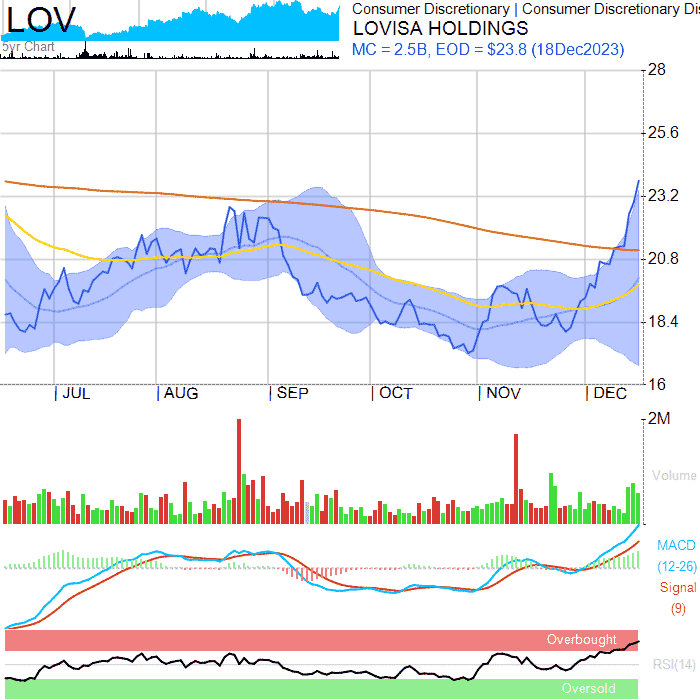 LOV
5yr Chart
Consumer Discretionary | Consumer Discretionary Dis
LOVISA HOLDINGS
MC = 2.5B, EOD = $23.8 (18Dec2023)
28
25.6
23.2
20.8
18.4
16
| JUL | AUG | SEP | OCT | NOV | DEC
2M
Volume
MACD
(12-26)
Signal
(9)
Overbought
RSI(14)
Oversold